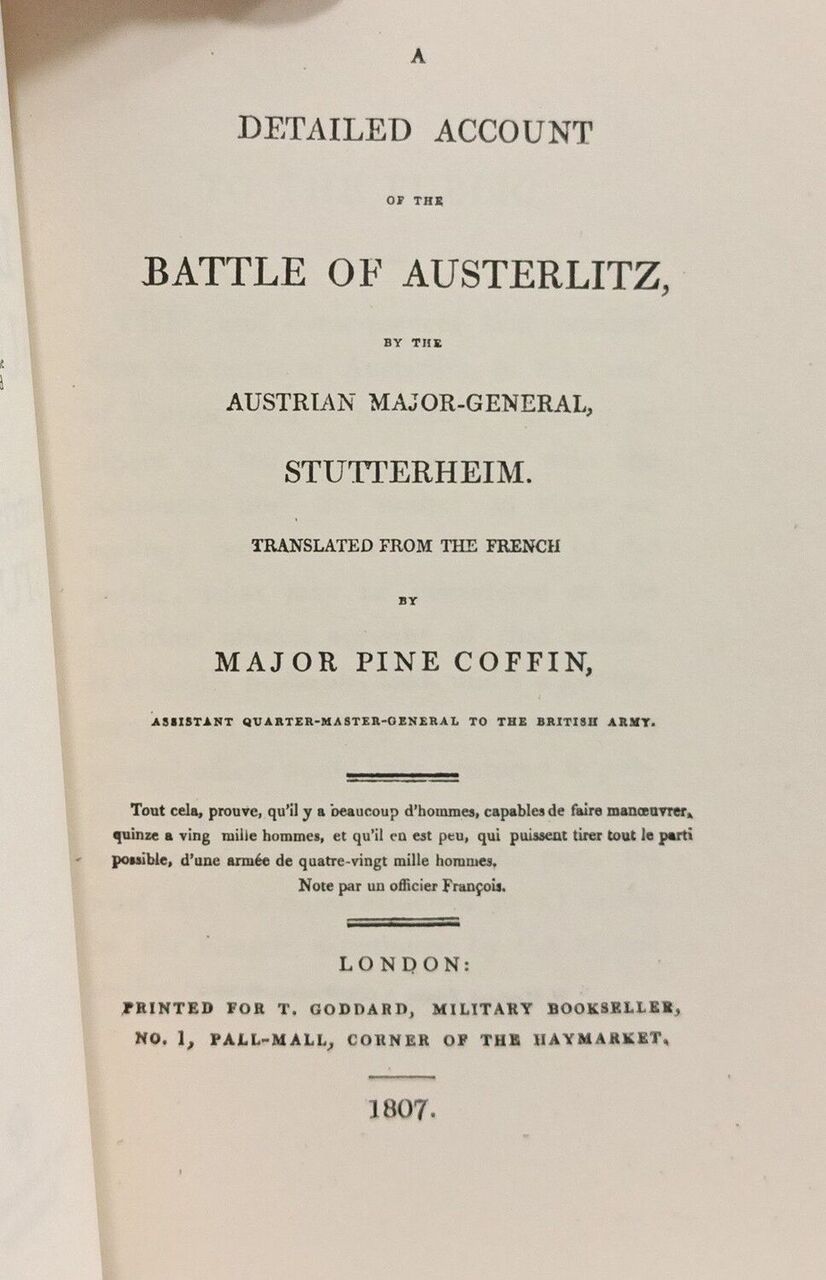 A
DETAILED ACCOUNT
OF THE
BATTLE OF AUSTERLITZ,
BY THE
AUSTRIAN MAJOR-GENERAL,
STUTTERHEIM.
TRANSLATED FROM THE FRENCH
BY
MAJOR PINE COFFIN,
ASSISTANT QUARTER-MASTER-GENERAL TO THE BRITISH ARMY.
Tout cela, prouve, qu'il y a beaucoup d'hommes, capables de faire manœuvrer,
quinze a ving mille hommes, et qu'il en est peu, qui puissent tirer tout le parti
possible, d'une armée de quatre-vingt mille hommes.
Note par un officier François.
LONDON:
PRINTED FOR T. GODDARD, MILITARY BOOKSELLER,
NO. 1, PALL-MALL, CORNER OF THE HAYMARKET.
1807.